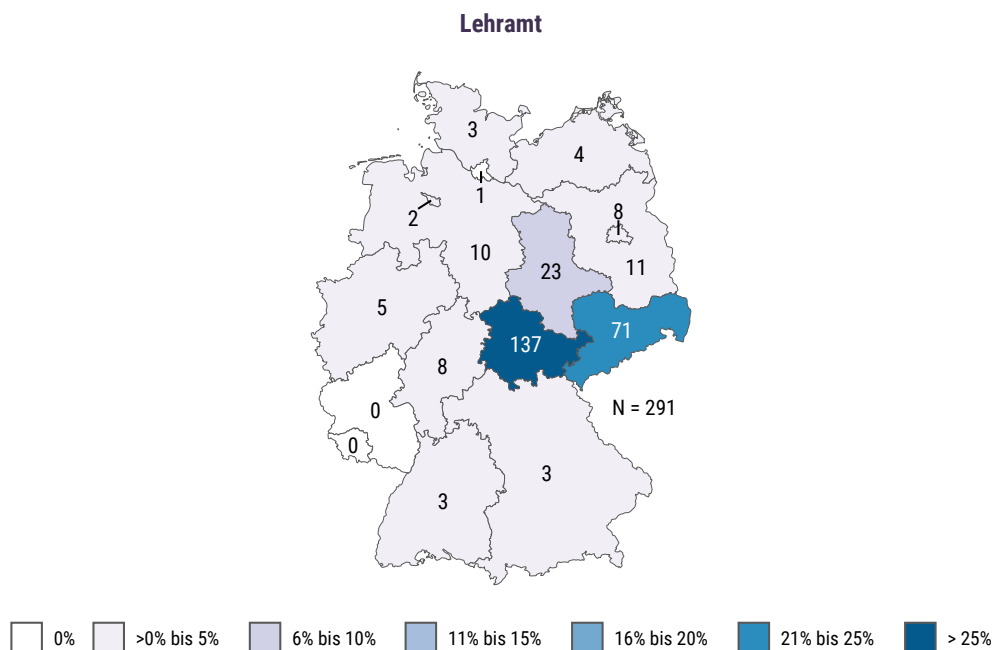 Lehramt
3
4
1
2
8
10
23
11
5
71
137
8
N = 291
0
0
3
3
0%
>0% bis 5%
6% bis 10%
11% bis 15%
16% bis 20%
21% bis 25%
> 25%